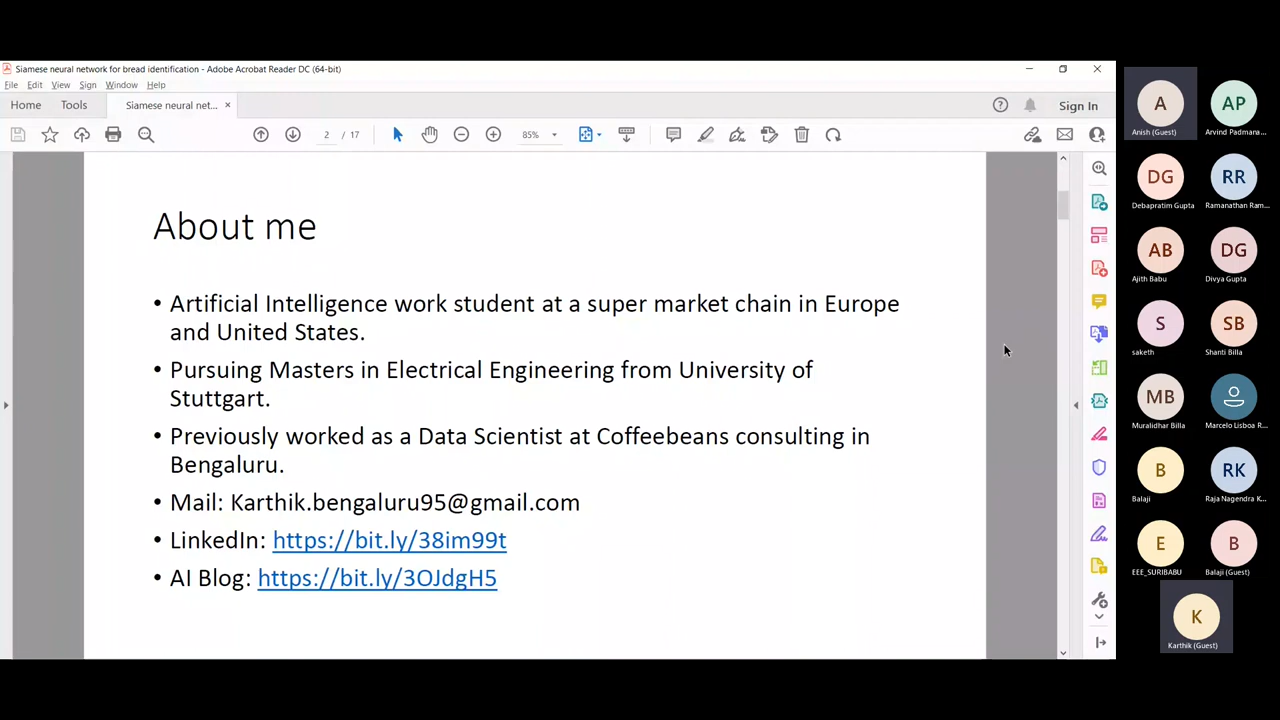 Siamese neural network for bread identification - Adobe Acrobat Reader DC (64-bit)
File Edit View Sign Window Help
Home Tools Siamese neural net... × Sign In
2 / 17 85%
About me
• Artificial Intelligence work student at a super market chain in Europe
and United States.
• Pursuing Masters in Electrical Engineering from University of
Stuttgart.
• Previously worked as a Data Scientist at Coffeebeans consulting in
Bengaluru.
• Mail: Karthik.bengaluru95@gmail.com
• LinkedIn: https://bit.ly/38im99t
• AI Blog: https://bit.ly/3OJdgH5
A AP
Anish (Guest) Arvind Padmana...
DG RR
Debapratim Gupta Ramanathan Ram...
AB DG
Ajith Babu Divya Gupta
S SB
saketh Shanti Billa
MB
Muralidhar Billa Marcelo Lisboa R...
B RK
Balaji Raja Nagendra K...
E B
EEE_SURIBABU Balaji (Guest)
K
Karthik (Guest)